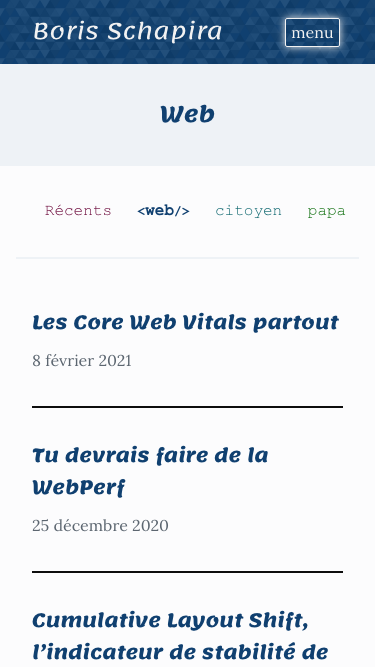 Boris Schapira
menu
Web
Récents <web/> citoyen papa
Les Core Web Vitals partout
8 février 2021
Tu devrais faire de la
WebPerf
25 décembre 2020
Cumulative Layout Shift,
l’indicateur de stabilité de